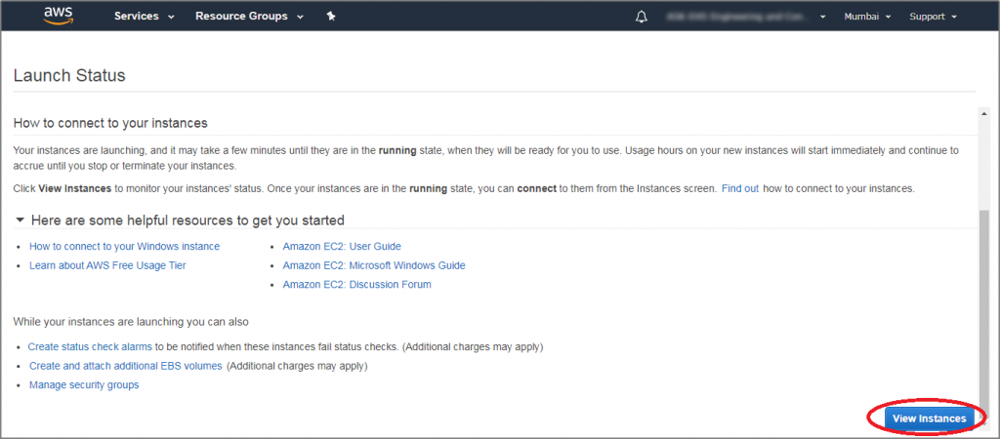 aws Services Resource Groups Mumbai Support
Launch Status
How to connect to your instances
Your instances are launching, and it may take a few minutes until they are in the running state, when they will be ready for you to use. Usage hours on your new instances will start immediately and continue to
accrue until you stop or terminate your instances.
Click View Instances to monitor your instances' status. Once your instances are in the running state, you can connect to them from the Instances screen. Find out how to connect to your instances.
Here are some helpful resources to get you started
How to connect to your Windows instance
Learn about AWS Free Usage Tier
Amazon EC2: User Guide
Amazon EC2: Microsoft Windows Guide
Amazon EC2: Discussion Forum
While your instances are launching you can also
Create status check alarms to be notified when these instances fail status checks. (Additional charges may apply)
Create and attach additional EBS volumes (Additional charges may apply)
Manage security groups
View Instances